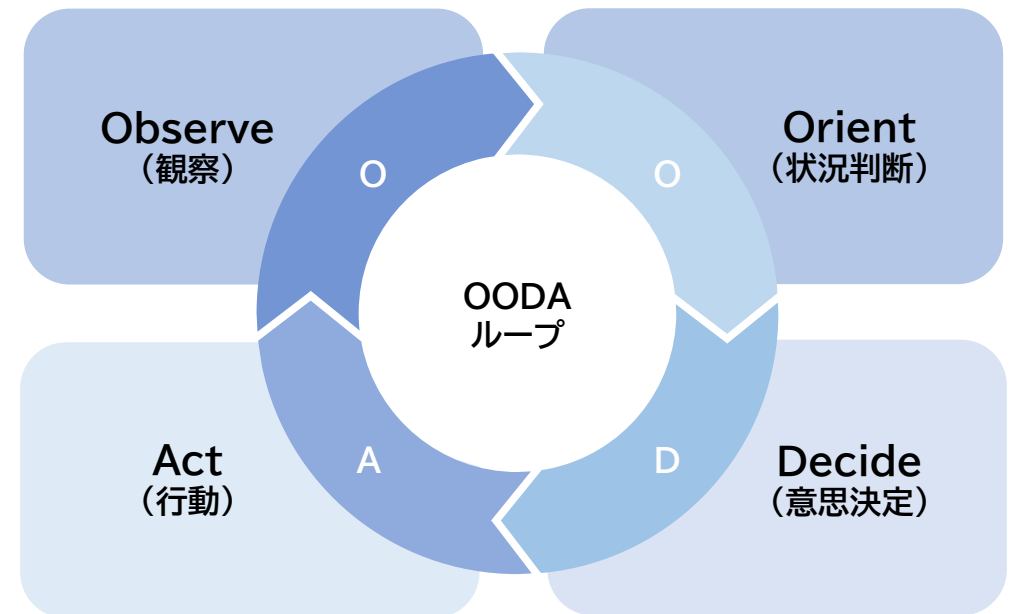 Observe
（観察）
O
O
Orient
（状況判断）
OODA
ループ
Act
（行動）
A
D
Decide
（意思決定）